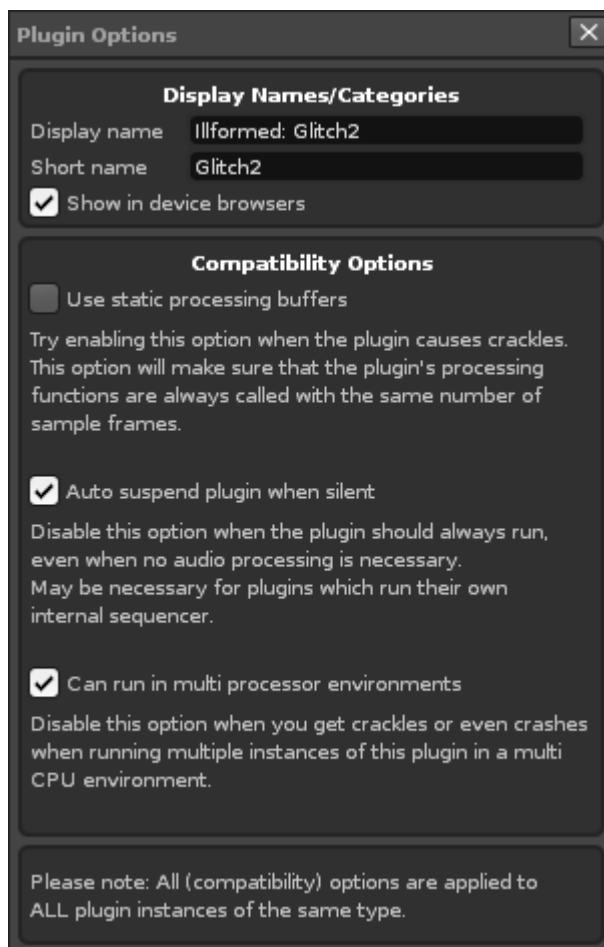 Plugin Options
Display Names/Categories
Display name Illformed: Glitch2
Short name Glitch2
Show in device browsers
Compatibility Options
Use static processing buffers
Try enabling this option when the plugin causes crackles.
This option will make sure that the plugin's processing
functions are always called with the same number of
sample frames.
Auto suspend plugin when silent
Disable this option when the plugin should always run,
even when no audio processing is necessary.
May be necessary for plugins which run their own
internal sequencer.
Can run in multi processor environments
Disable this option when you get crackles or even crashes
when running multiple instances of this plugin in a multi
CPU environment.
Please note: All (compatibility) options are applied to
ALL plugin instances of the same type.